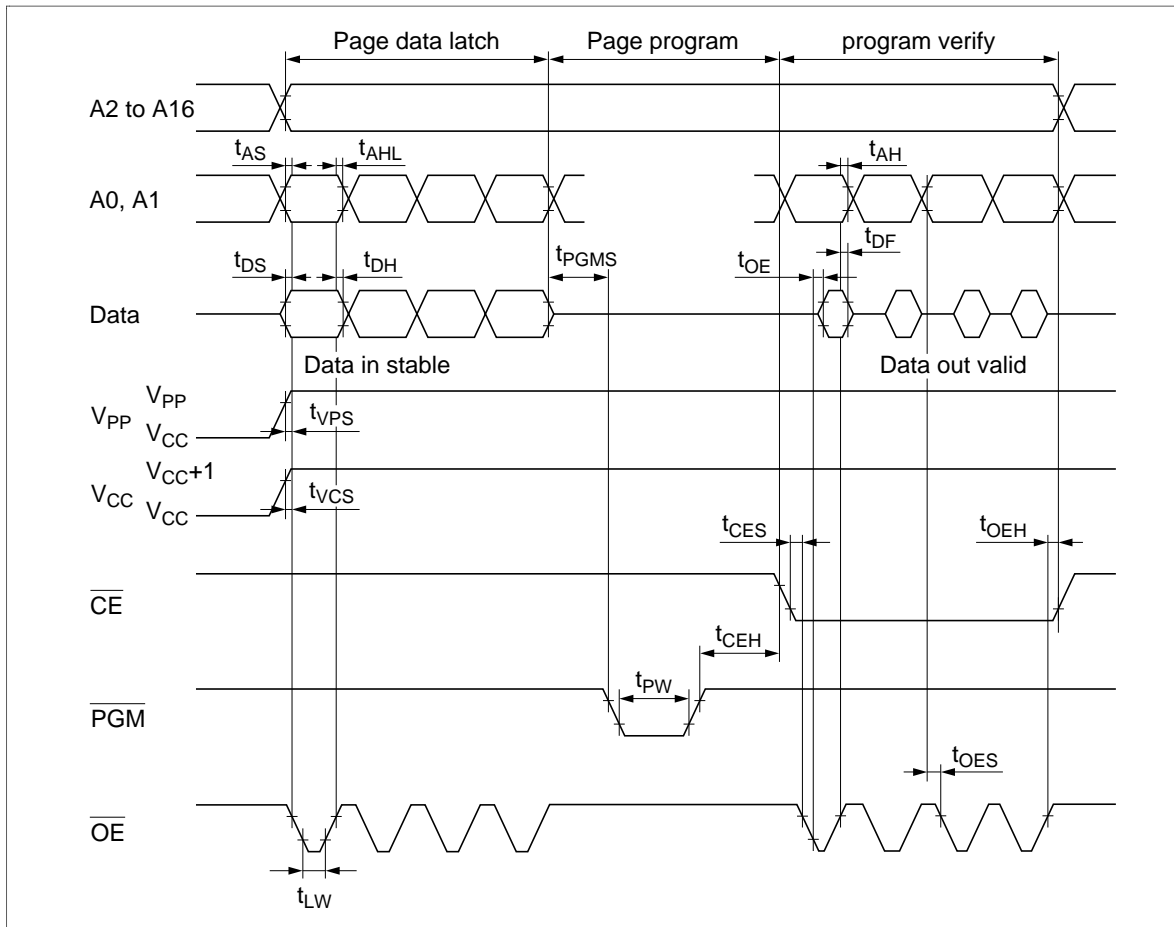 Page data latch Page program program verify
A2 to A16
tAS tAHL tAH
A0, A1
tDS tDH tPGMS tOE tDF
Data
Data in stable Data out valid
VPP VPP VCC tVPS
VCC VCC+1 VCC tVCS
tCES tOEH
CE
tCEH
tPW
PGM
tOES
OE
tLW